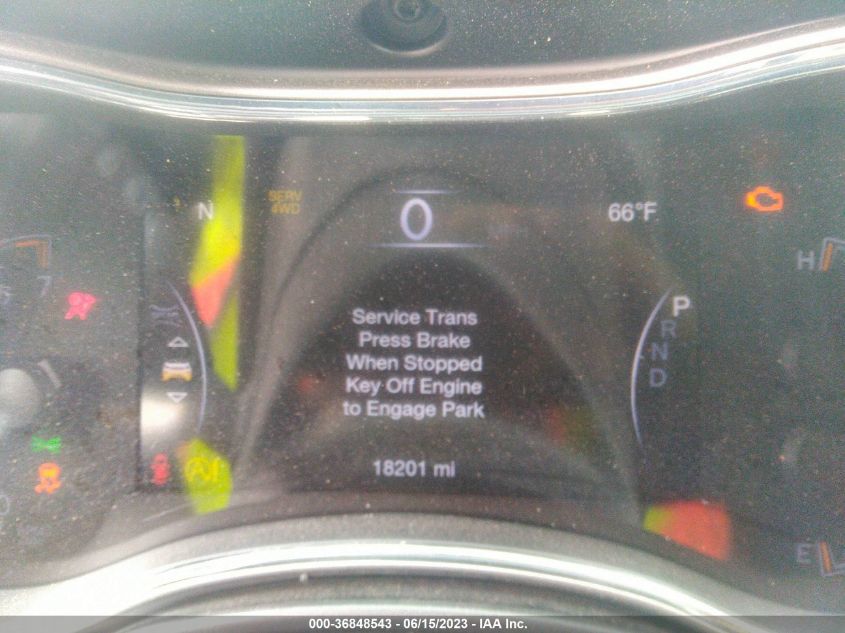 N
SERV
4WD
0
66°F
H
7
Service Trans
Press Brake
When Stopped
Key Off Engine
to Engage Park
P
R
N
D
18201 mi
E
000-36848543 - 06/15/2023 - IAA Inc.